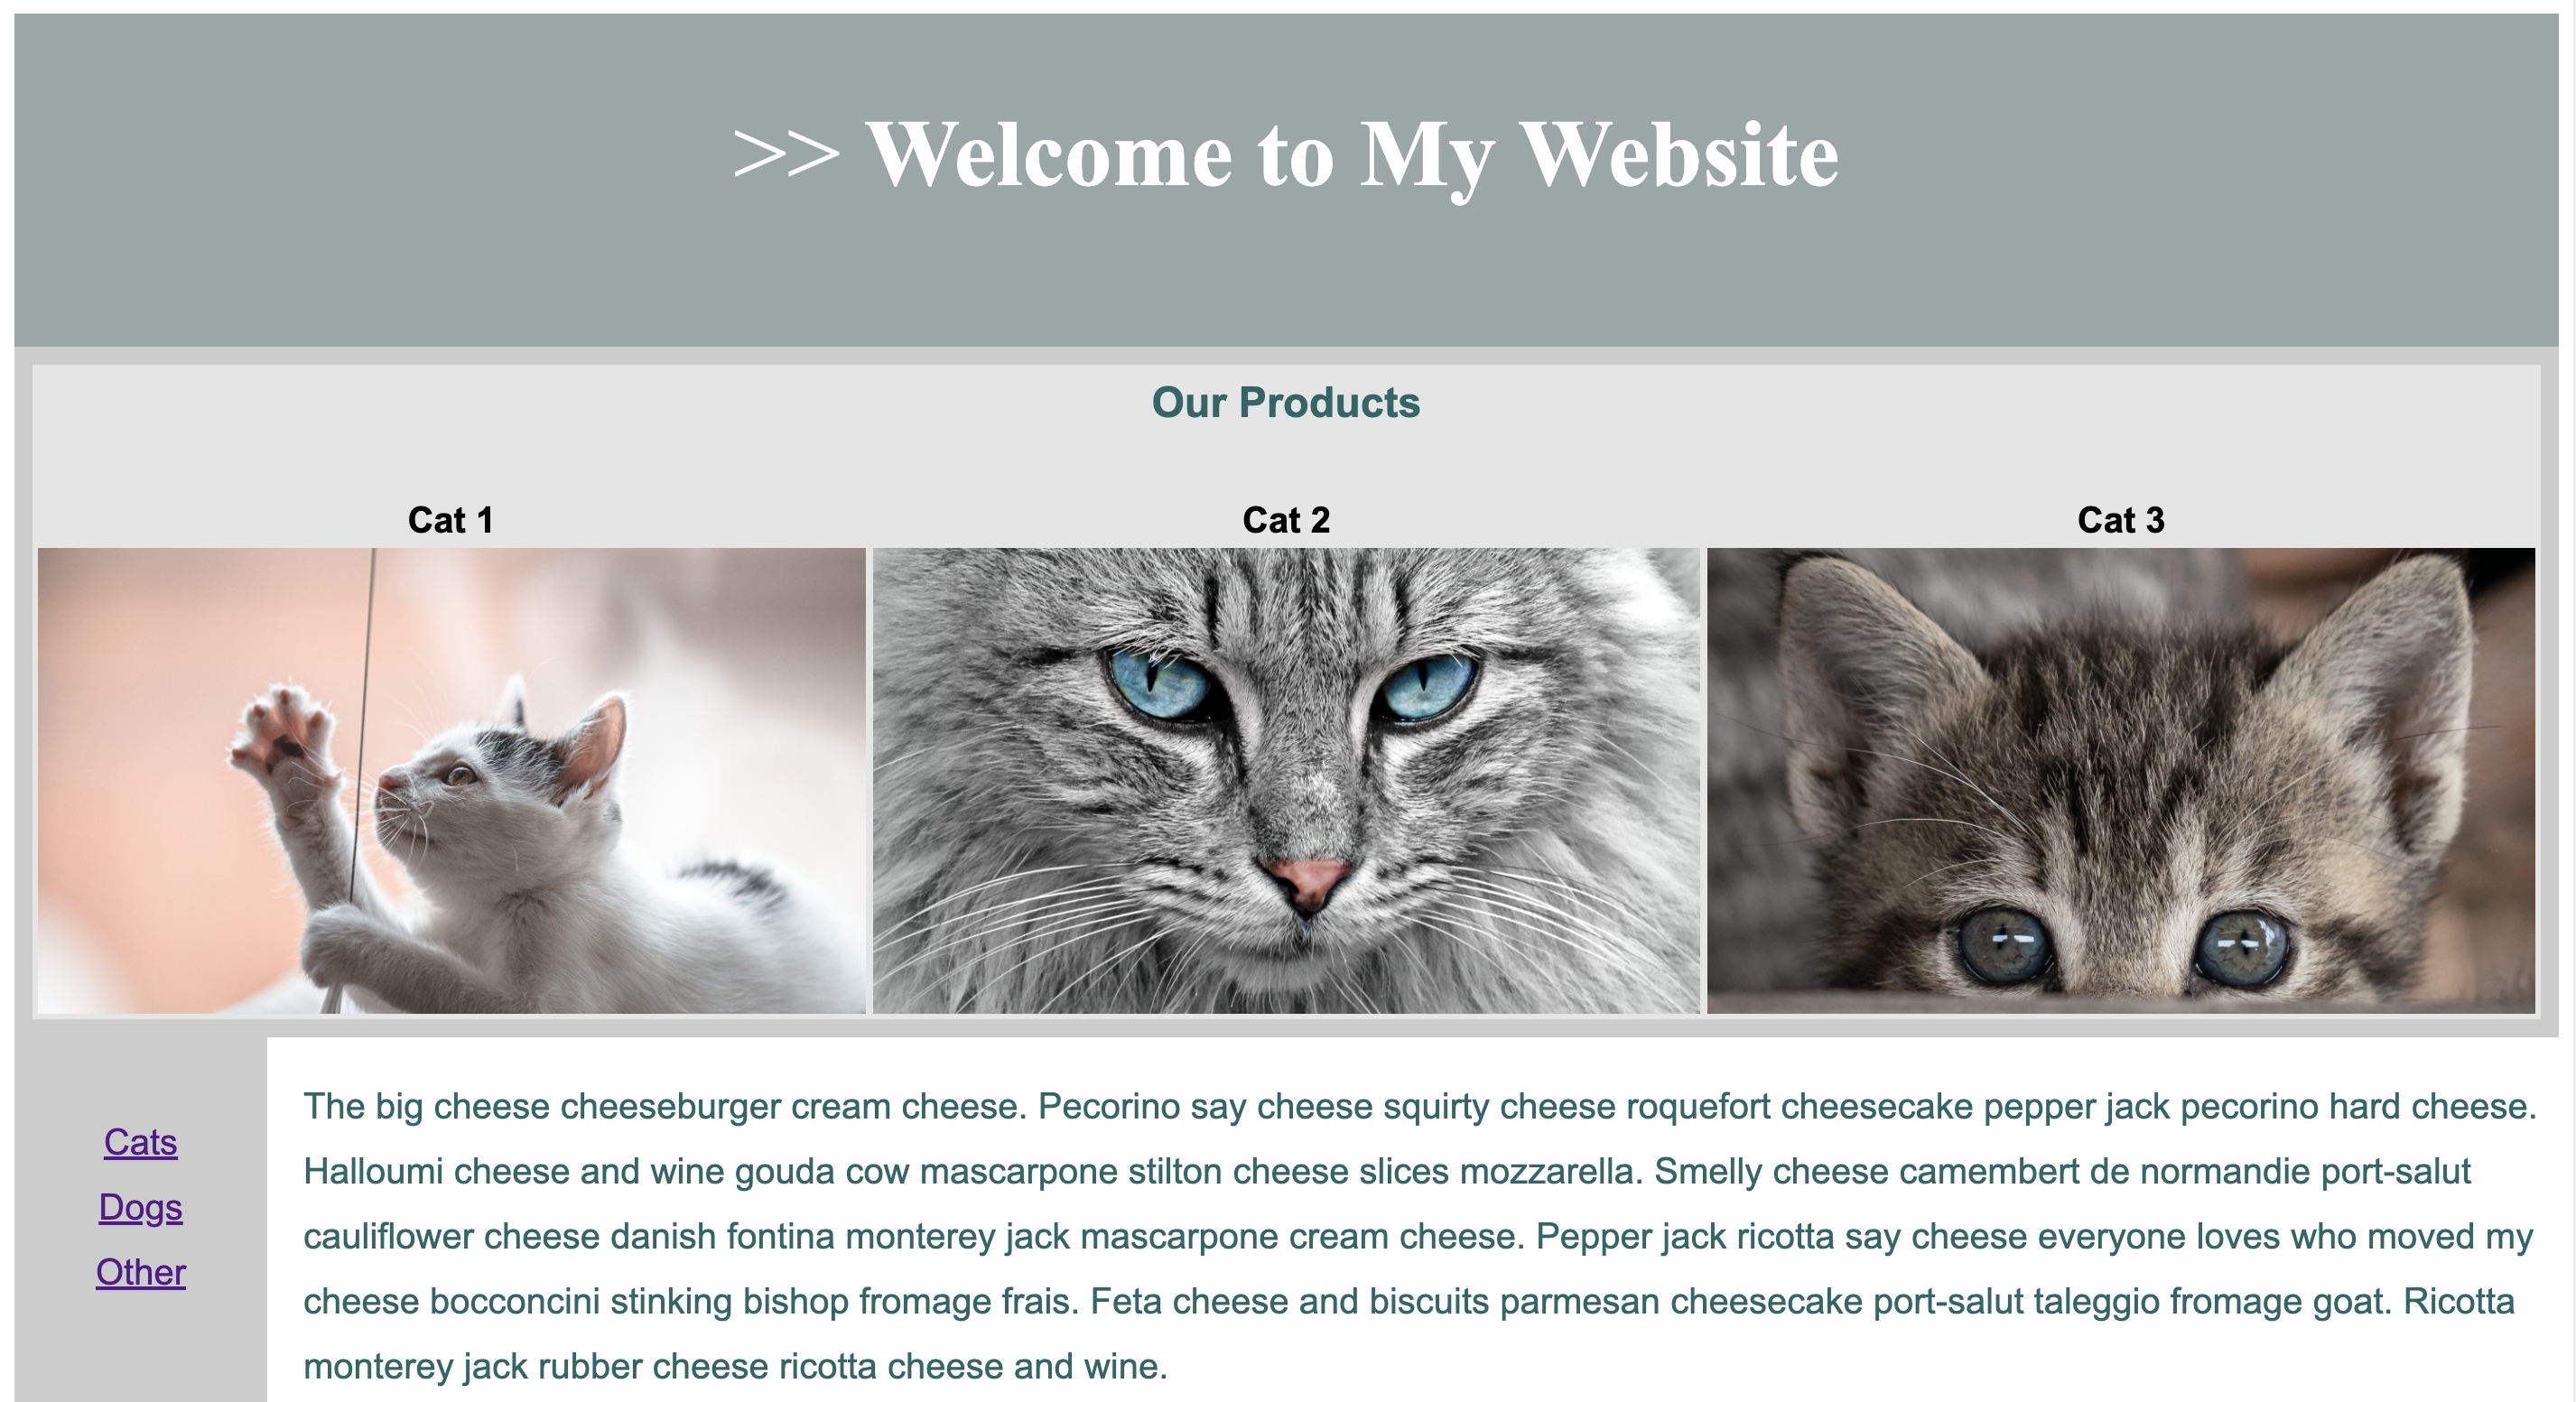 >> Welcome to My Website
Our Products
Cat 1
Cat 2
Cat 3
Cats
Dogs
Other
The big cheese cheeseburger cream cheese. Pecorino say cheese squirty cheese roquefort cheesecake pepper jack pecorino hard cheese.
Halloumi cheese and wine gouda cow mascarpone stilton cheese slices mozzarella. Smelly cheese camembert de normandie port-salut
cauliflower cheese danish fontina monterey jack mascarpone cream cheese. Pepper jack ricotta say cheese everyone loves who moved my
cheese bocconcini stinking bishop fromage frais. Feta cheese and biscuits parmesan cheesecake port-salut taleggio fromage goat. Ricotta
monterey jack rubber cheese ricotta cheese and wine.